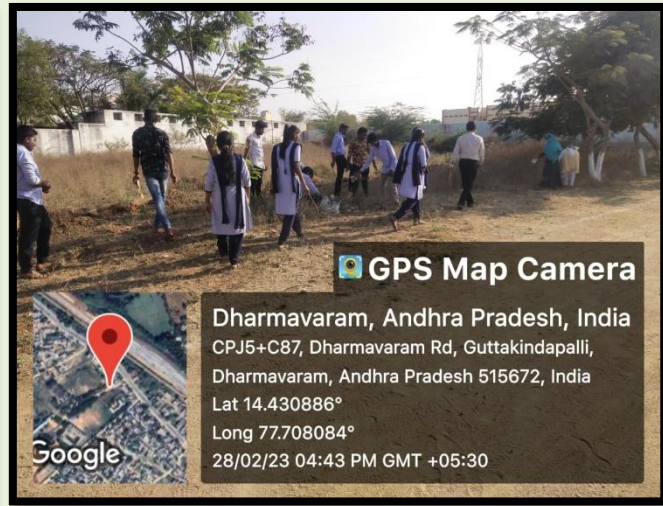 GPS Map Camera
Dharmavaram, Andhra Pradesh, India
CPJ5+C87, Dharmavaram Rd, Guttakindapalli,
Dharmavaram, Andhra Pradesh 515672, India
Lat 14.430886°
Long 77.708084°
28/02/23 04:43 PM GMT +05:30
Google